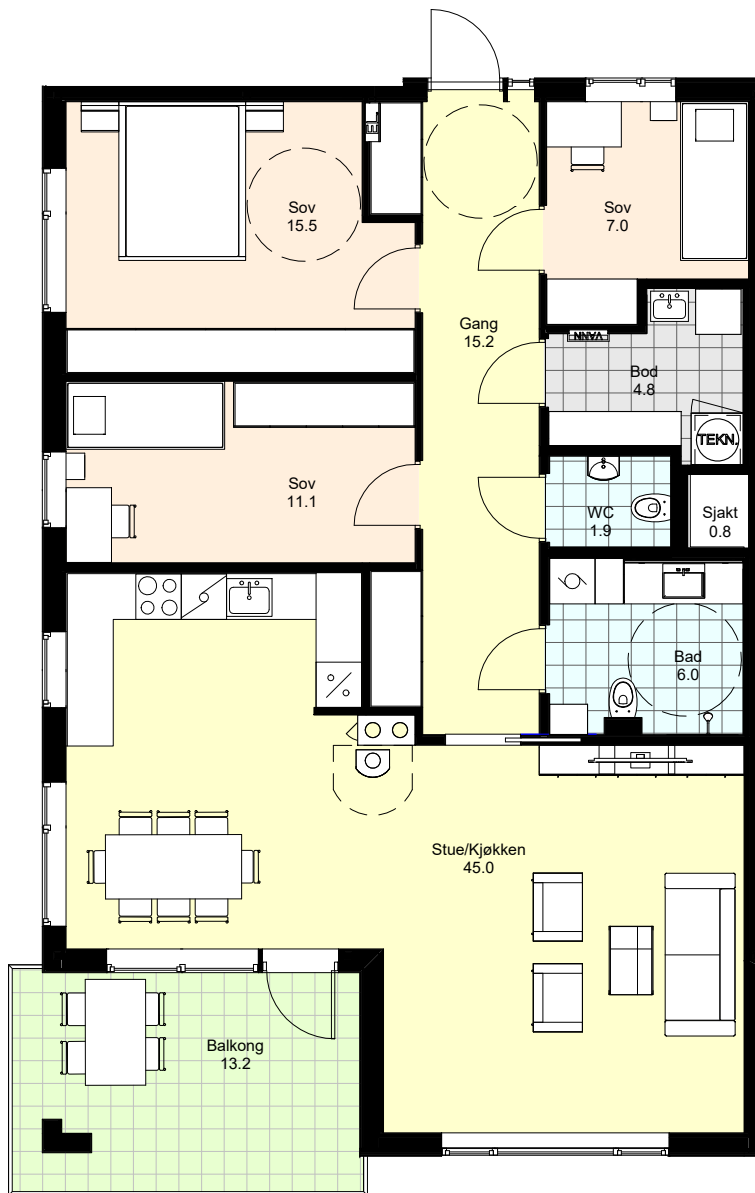 EL
Sov
15.5
Sov
7.0
Gang
15.2
VANN
Bod
4.8
TEKN.
Sov
11.1
WC
1.9
Sjakt
0.8
Bad
6.0
Stue/Kjøkken
45.0
Balkong
13.2